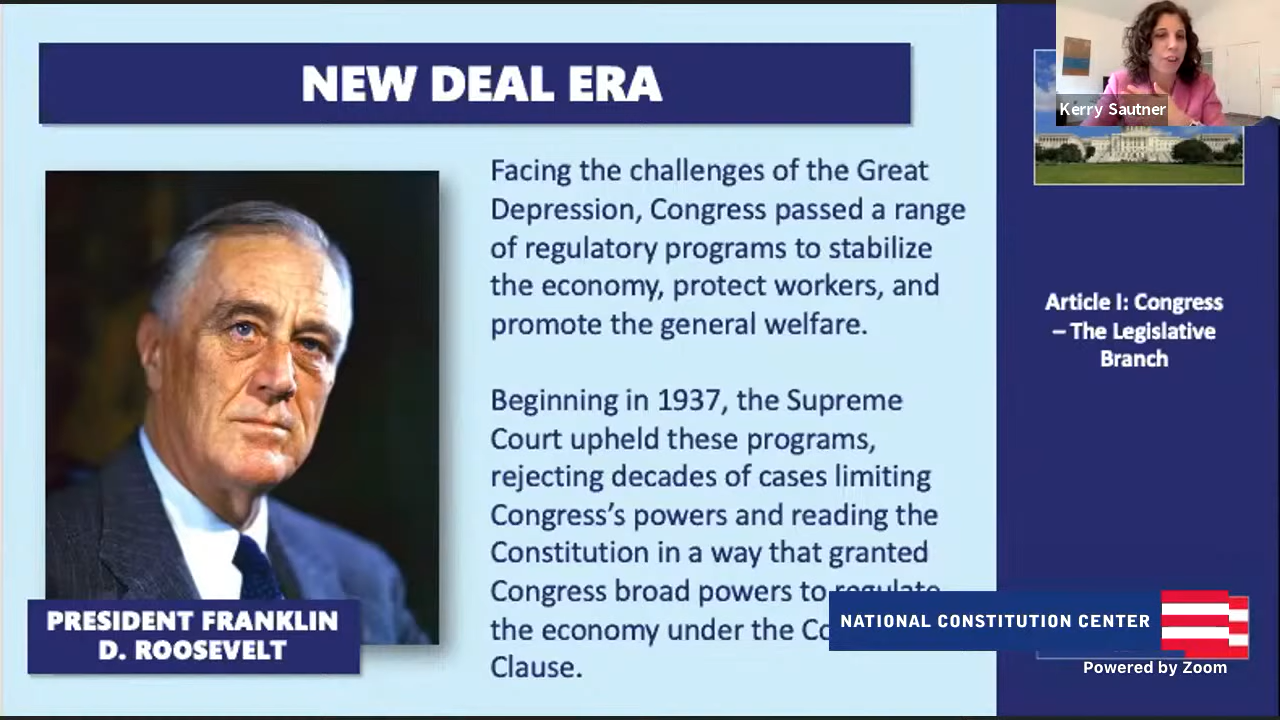 NEW DEAL ERA
Facing the challenges of the Great
Depression, Congress passed a range
of regulatory programs to stabilize
the economy, protect workers, and
promote the general welfare.
Beginning in 1937, the Supreme
Court upheld these programs,
rejecting decades of cases limiting
Congress’s powers and reading the
Constitution in a way that granted
Congress broad powers to regulate
the economy under the
Clause.
PRESIDENT FRANKLIN
D. ROOSEVELT
Kerry Sautner
Article I: Congress
– The Legislative
Branch
NATIONAL CONSTITUTION CENTER
Powered by Zoom